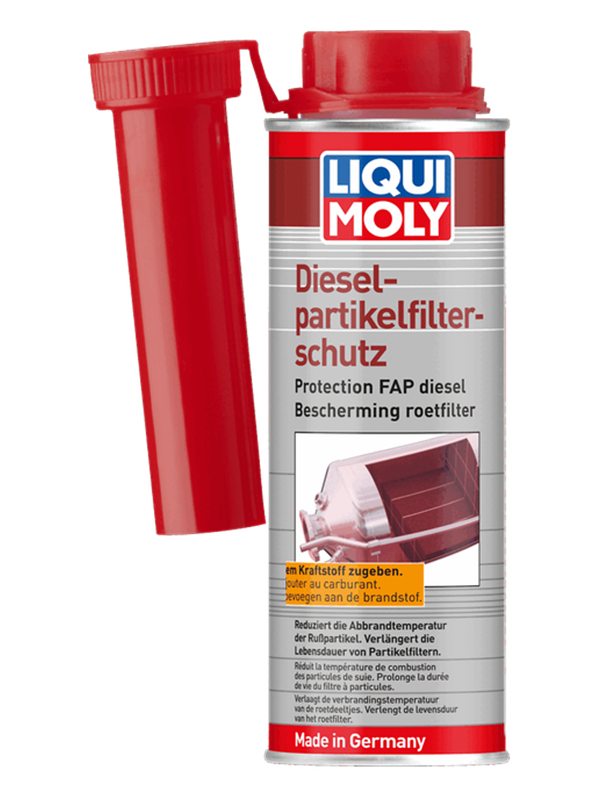 LIQUI
MOLY
Diesel-
partikelfilter-
schutz
Protection FAP diesel
Bescherming roetfilter
em Kraftstoff zugeben.
jouter au carburant.
oevoegen aan de brandstof.
Reduziert die Abbrandtemperatur
der Rußpartikel. Verlängert die
Lebensdauer von Partikelfiltern.
Réduit la température de combustion
des particules de suie. Prolonge la durée
de vie du filtre à particules.
Verlaagt de verbrandingstemperatuur
van de roetdeeltjes. Verlengt de levensduur
van het roetfilter.
Made in Germany